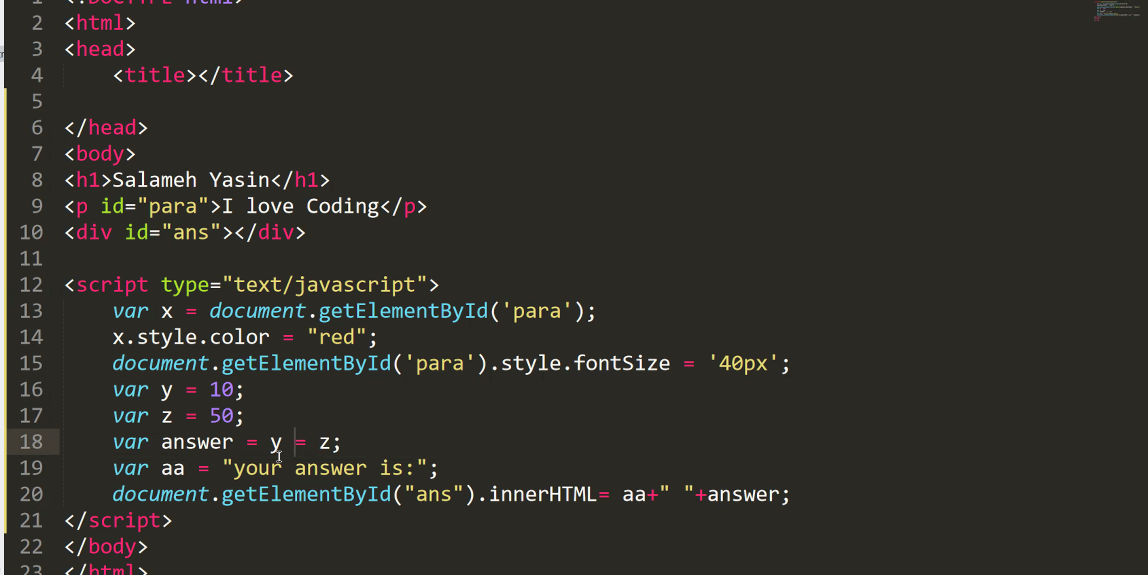 2 <html>
3 <head>
4 <title></title>
5
6 </head>
7 <body>
8 <h1>Salameh Yasin</h1>
9 <p id="para">I love Coding</p>
10 <div id="ans"></div>
11
12 <script type="text/javascript">
13 var x = document.getElementById('para');
14 x.style.color = "red";
15 document.getElementById('para').style.fontSize = '40px';
16 var y = 10;
17 var z = 50;
18 var answer = y = z;
19 var aa = "your answer is:";
20 document.getElementById("ans").innerHTML= aa+" "+answer;
21 </script>
22 </body>
23 </html>